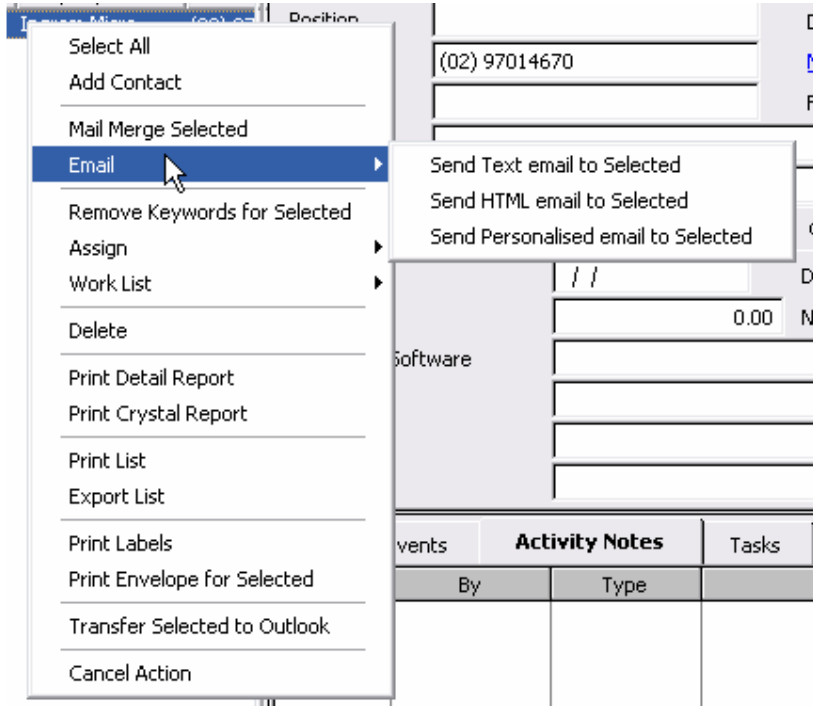 Position
Select All
(02) 97014670
Add Contact
Mail Merge Selected
Email
Send Text email to Selected
Send HTML email to Selected
Remove Keywords for Selected
Send Personalised email to Selected
Assign
Work List
/ /
0.00
Delete
Software
Print Detail Report
Print Crystal Report
Print List
Export List
Print Labels
vents Activity Notes Tasks
Print Envelope for Selected
By Type
Transfer Selected to Outlook
Cancel Action